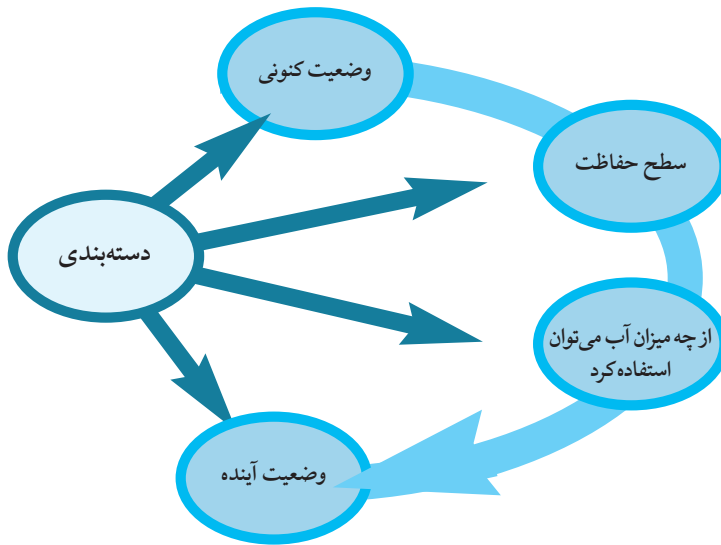 وضعیت کنونی
سطح حفاظت
دسته‌بندی
از چه میزان آب می‌توان
استفاده کرد
وضعیت آینده